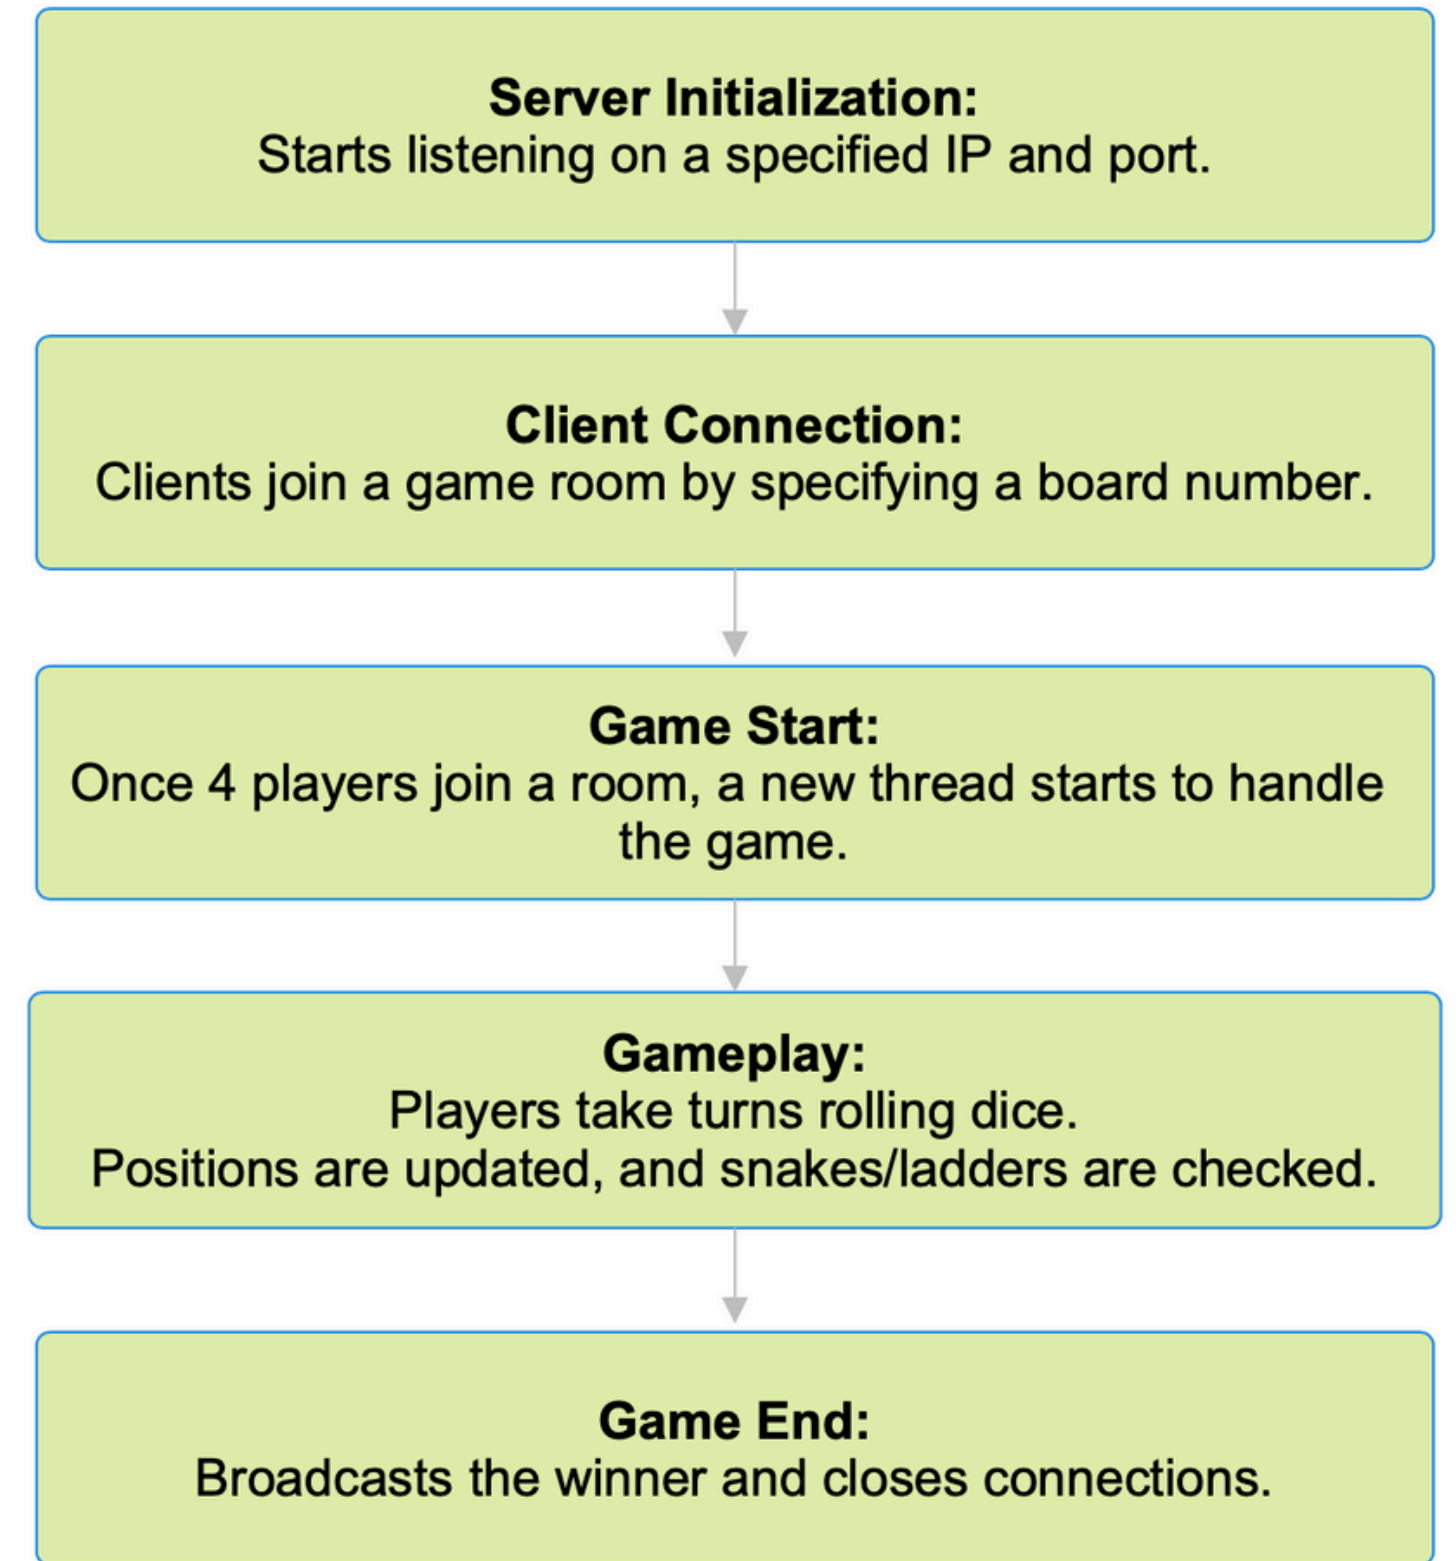 Server Initialization:
Starts listening on a specified IP and port.
Client Connection:
Clients join a game room by specifying a board number.
Game Start:
Once 4 players join a room, a new thread starts to handle
the game.
Gameplay:
Players take turns rolling dice.
Positions are updated, and snakes/ladders are checked.
Game End:
Broadcasts the winner and closes connections.